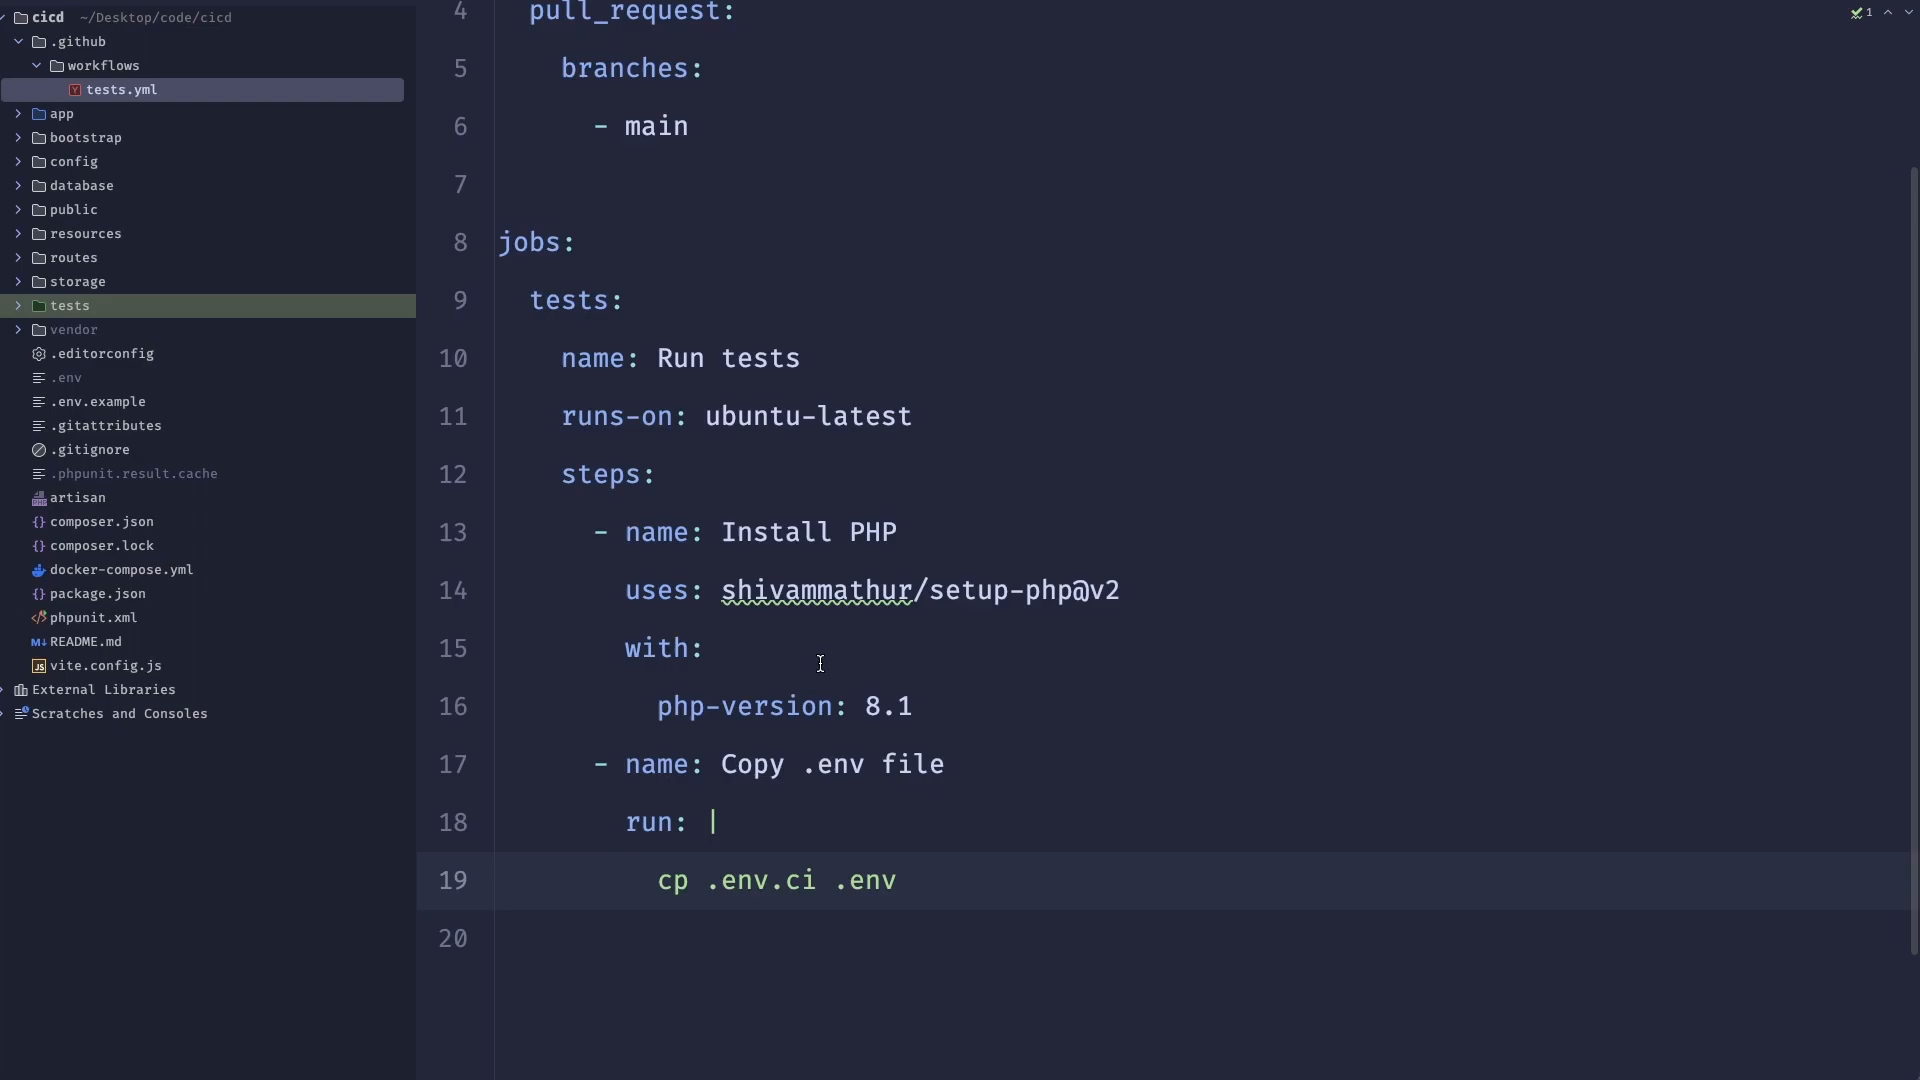 cicd ~/Desktop/code/cicd
.github
workflows
tests.yml
app
bootstrap
config
database
public
resources
routes
storage
tests
vendor
.editorconfig
.env
.env.example
.gitattributes
.gitignore
.phpunit.result.cache
artisan
composer.json
composer.lock
docker-compose.yml
package.json
phpunit.xml
README.md
vite.config.js
External Libraries
Scratches and Consoles
4 pull_request:
5 branches:
6 - main
7
8 jobs:
9 tests:
10 name: Run tests
11 runs-on: ubuntu-latest
12 steps:
13 - name: Install PHP
14 uses: shivammathur/setup-php@v2
15 with:
16 php-version: 8.1
17 - name: Copy .env file
18 run: |
19 cp .env.ci .env
20
1